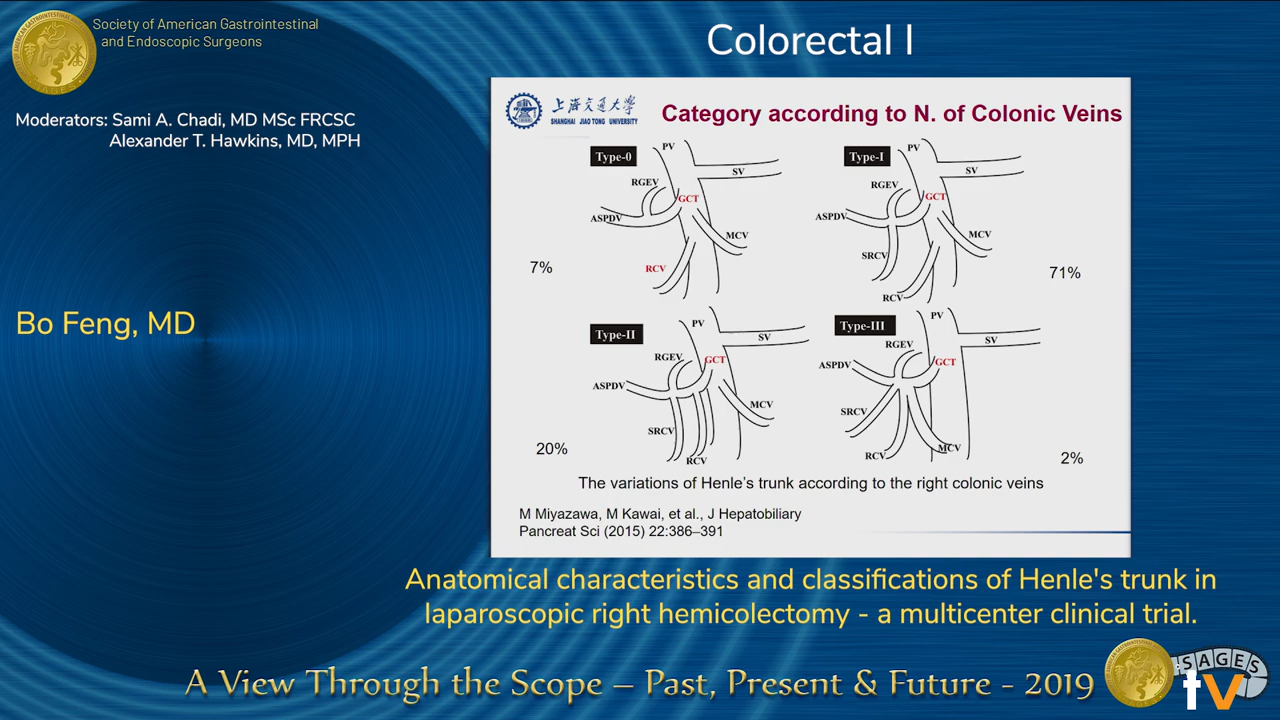 Society of American Gastrointestinal
and Endoscopic Surgeons
Colorectal I
Moderators: Sami A. Chadi, MD MSc FRCSC
Alexander T. Hawkins, MD, MPH
Bo Feng, MD
上海交通大学
SHANGHAI JIAO TONG UNIVERSITY
Category according to N. of Colonic Veins
Type-0
PV
SV
RGEV
GCT
ASPDV
MCV
RCV
7%
Type-I
PV
SV
RGEV
GCT
ASPDV
MCV
SRCV
RCV
71%
Type-II
PV
SV
RGEV
GCT
ASPDV
MCV
SRCV
RCV
20%
Type-III
PV
SV
RGEV
GCT
ASPDV
SRCV
RCV
MCV
2%
The variations of Henle's trunk according to the right colonic veins
M Miyazawa, M Kawai, et al., J Hepatobiliary
Pancreat Sci (2015) 22:386–391
Anatomical characteristics and classifications of Henle's trunk in
laparoscopic right hemicolectomy - a multicenter clinical trial.
A View Through the Scope – Past, Present & Future - 2019
SAGES
tv